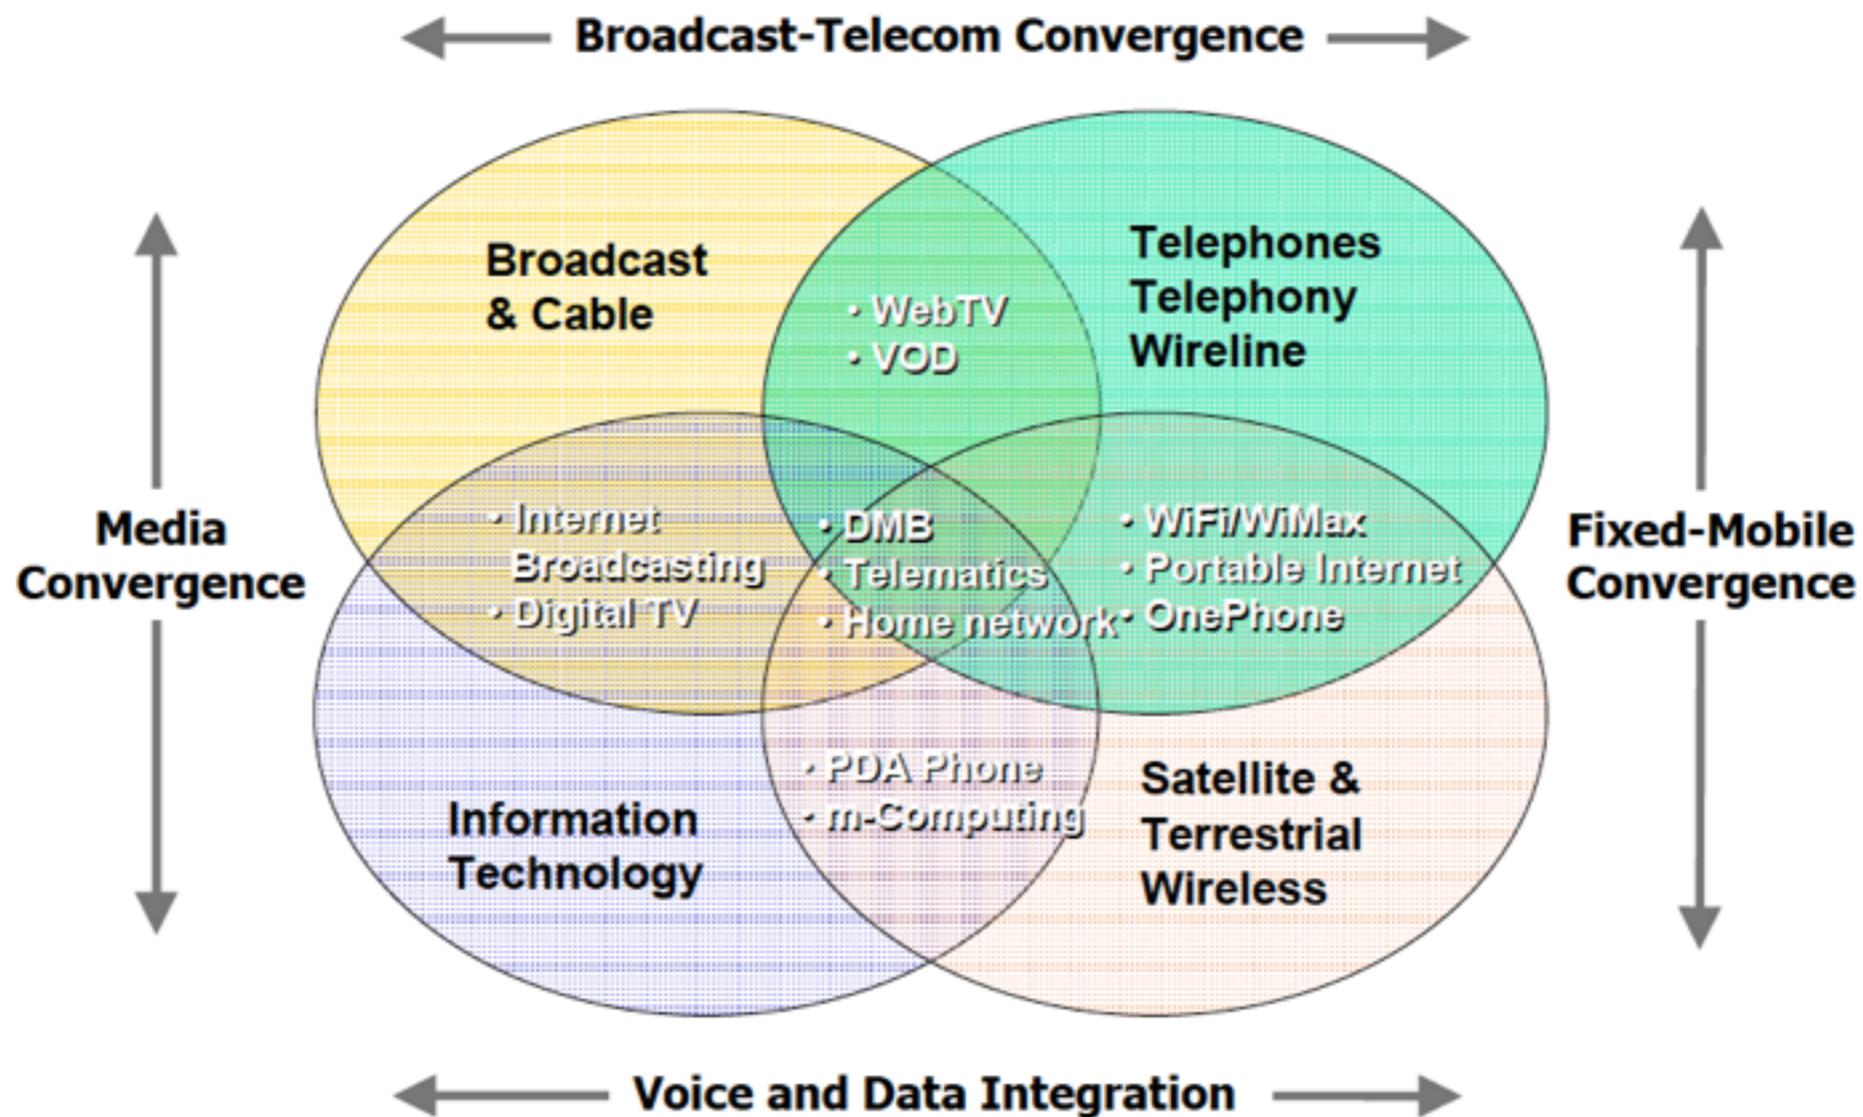 Broadcast-Telecom Convergence
Broadcast
& Cable
Telephones
Telephony
Wireline
• WebTV
• VOD
Media
Convergence
• Internet
Broadcasting
• Digital TV
• DMB
• Telematics
• Home network
• WiFi/WiMax
• Portable Internet
• OnePhone
Fixed-Mobile
Convergence
Information
Technology
• PDA Phone
• m-Computing
Satellite &
Terrestrial
Wireless
Voice and Data Integration